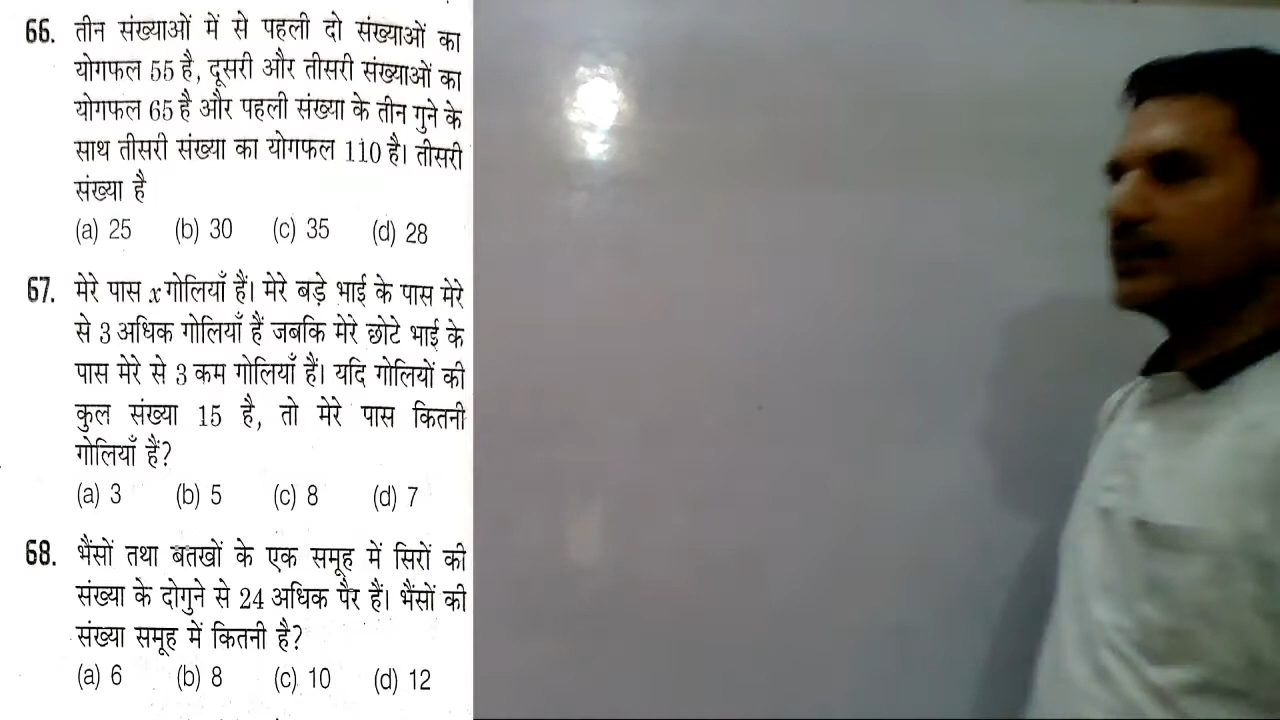 66. तीन संख्याओं में से पहली दो संख्याओं का
योगफल 55 है, दूसरी और तीसरी संख्याओं का
योगफल 65 है और पहली संख्या के तीन गुने के
साथ तीसरी संख्या का योगफल 110 है। तीसरी
संख्या है
(a) 25 (b) 30 (c) 35 (d) 28
67. मेरे पास x गोलियाँ हैं। मेरे बड़े भाई के पास मेरे
से 3 अधिक गोलियाँ हैं जबकि मेरे छोटे भाई के
पास मेरे से 3 कम गोलियाँ हैं। यदि गोलियों की
कुल संख्या 15 है, तो मेरे पास कितनी
गोलियाँ हैं?
(a) 3 (b) 5 (c) 8 (d) 7
68. भैंसों तथा बतखों के एक समूह में सिरों की
संख्या के दोगुने से 24 अधिक पैर हैं। भैंसों की
संख्या समूह में कितनी है?
(a) 6 (b) 8 (c) 10 (d) 12